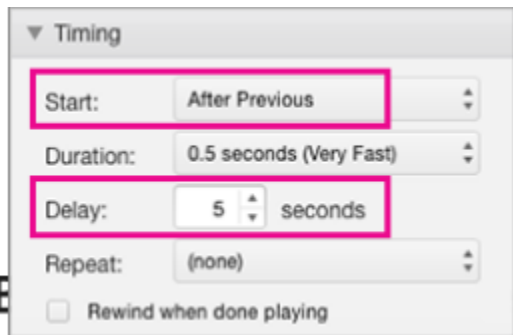 Timing
Start: After Previous
Duration: 0.5 seconds (Very Fast)
Delay: 5 seconds
Repeat: (none)
Rewind when done playing